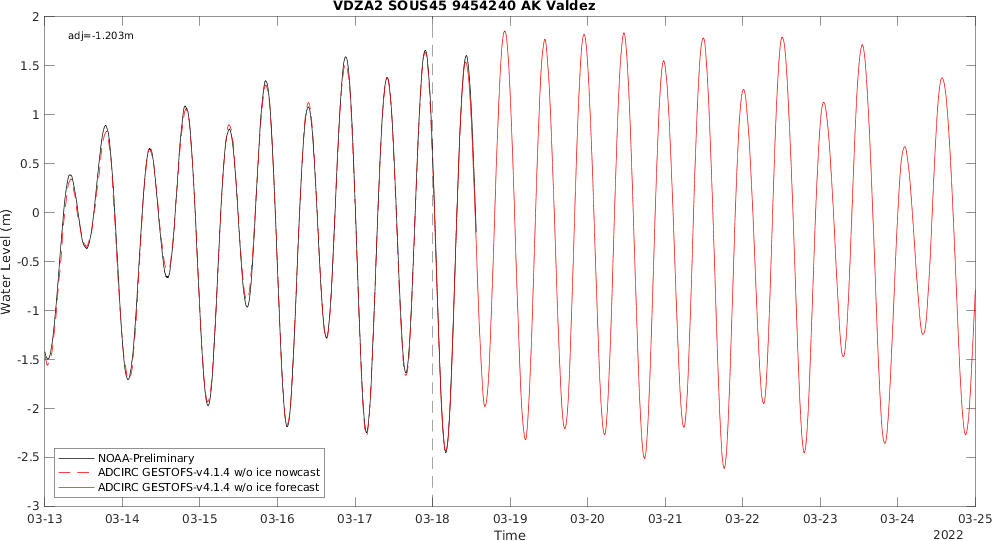 VDZA2 SOUS45 9454240 AK Valdez
adj=-1.203m
2
1.5
1
0.5
0
-0.5
-1
-1.5
-2
-2.5
-3
Water Level (m)
NOAA-Preliminary
ADCIRC GESTOFS-v4.1.4 w/o ice nowcast
ADCIRC GESTOFS-v4.1.4 w/o ice forecast
03-13 03-14 03-15 03-16 03-17 03-18 03-19 03-20 03-21 03-22 03-23 03-24 03-25
Time
2022